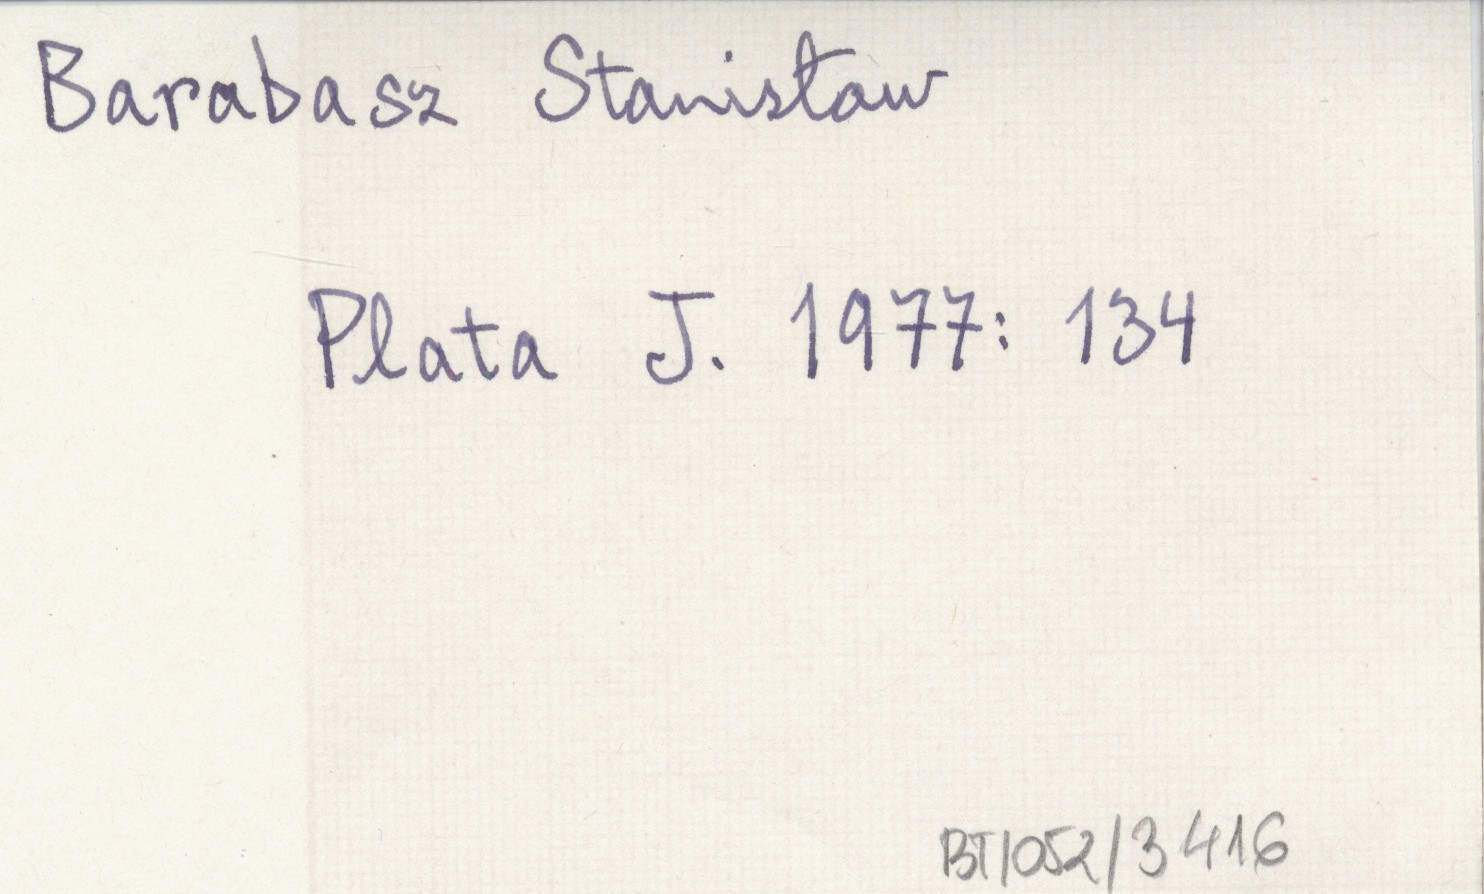 Barabasz Stanisław
Plata J. 1977: 134
BT/052/3416